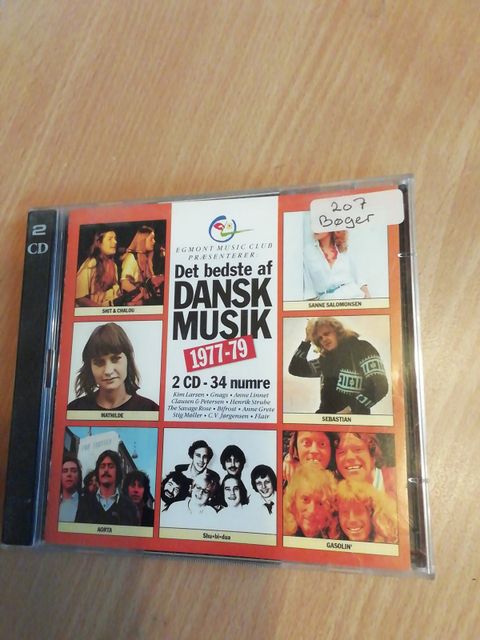 2
CD
207
Bøger
EGMONT MUSIC CLUB
PRÆSENTERER:
Det bedste af
DANSK
MUSIK
1977-79
2 CD - 34 numre
Kim Larsen • Gnags • Anne Linnet
Clausen & Petersen • Henrik Strube
The Savage Rose • Bifrost • Anne Grete
Stig Møller • C.V. Jørgensen • Flair
SHIT & CHALOU
SANNE SALOMONSEN
MATHILDE
SEBASTIAN
AORTA
Shu•bi•dua
GASOLIN'